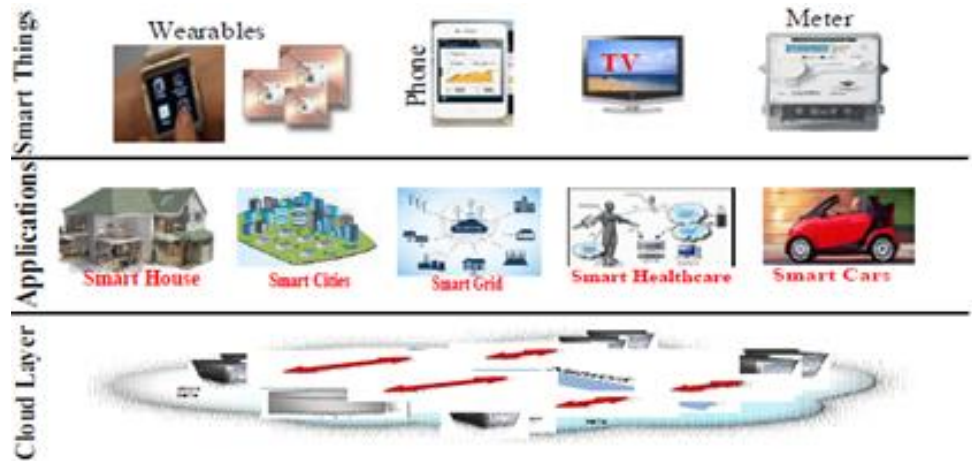 Smart Things
Wearables
Phone
TV
Meter
Applications
Smart House
Smart Cities
Smart Grid
Smart Healthcare
Smart Cars
Cloud Layer